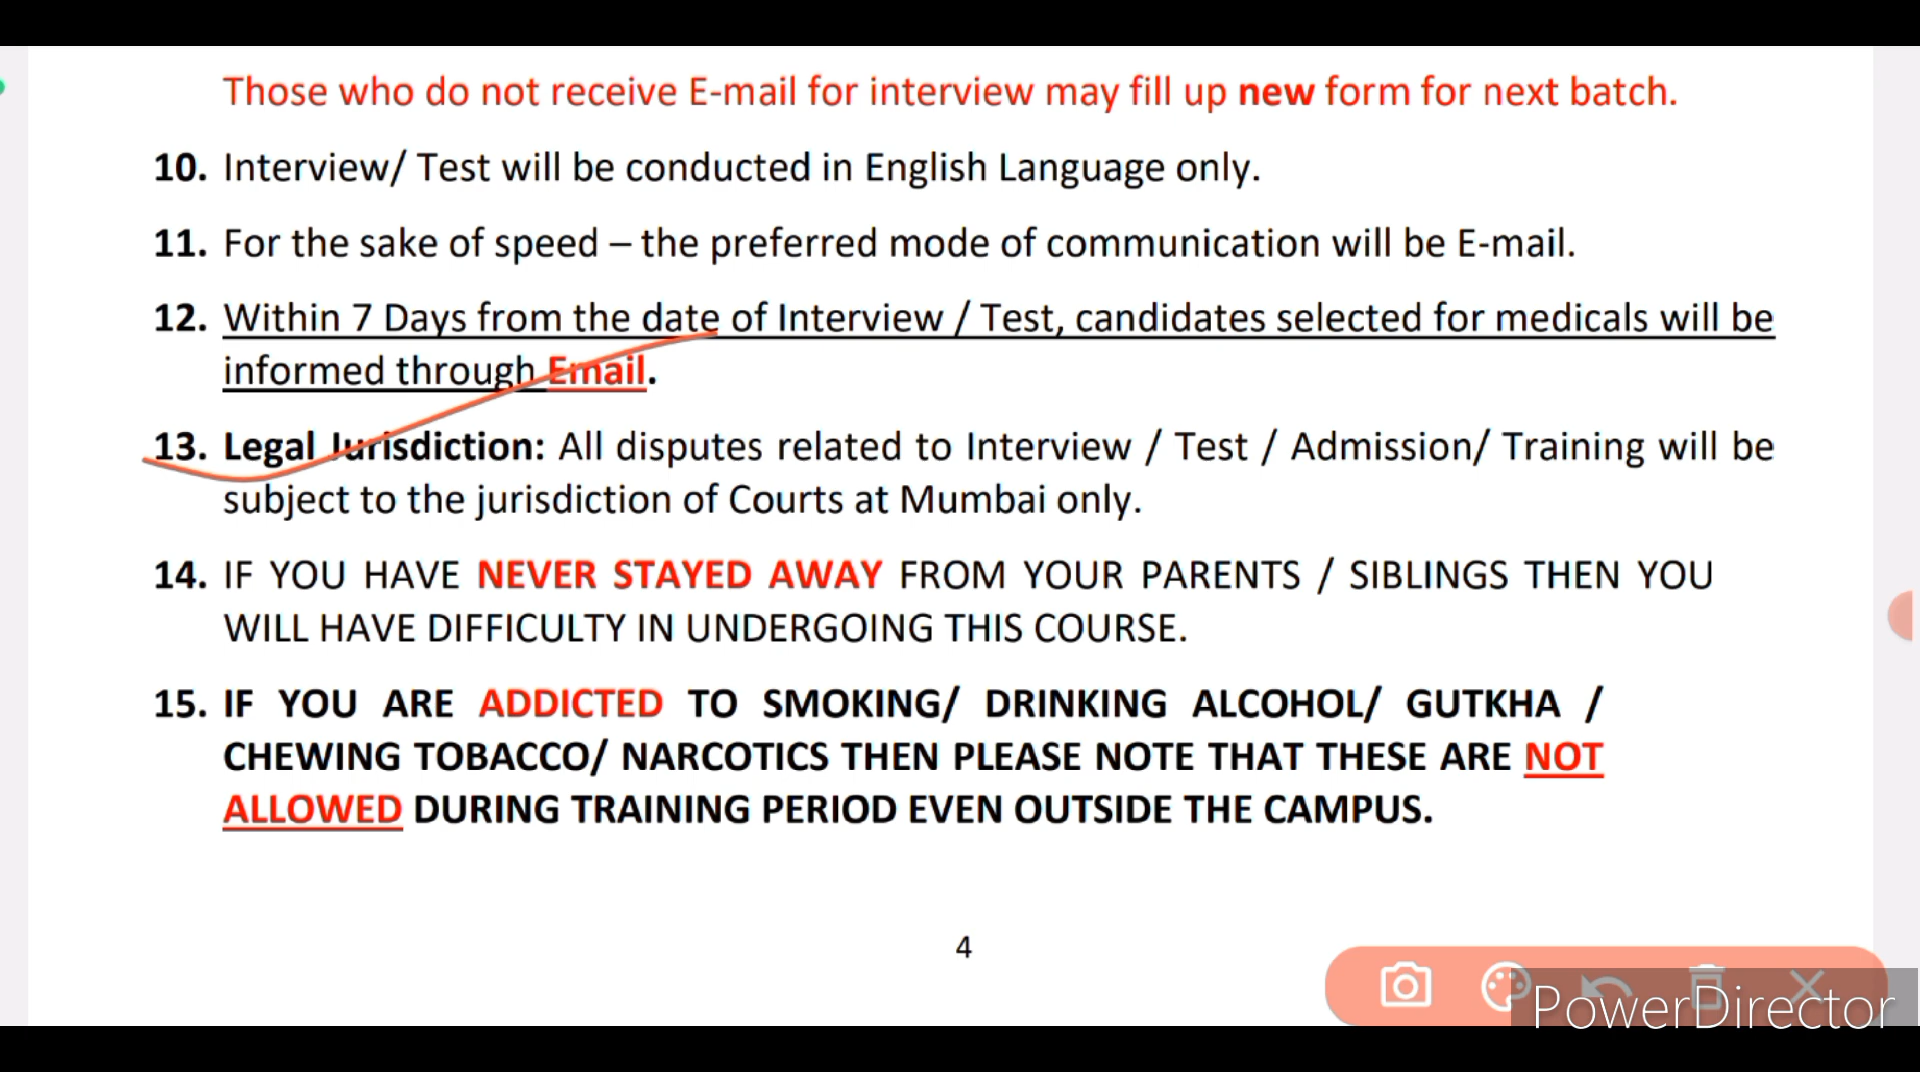 Those who do not receive E-mail for interview may fill up new form for next batch.
10. Interview/ Test will be conducted in English Language only.
11. For the sake of speed – the preferred mode of communication will be E-mail.
12. Within 7 Days from the date of Interview / Test, candidates selected for medicals will be
informed through Email.
13. Legal Jurisdiction: All disputes related to Interview / Test / Admission/ Training will be
subject to the jurisdiction of Courts at Mumbai only.
14. IF YOU HAVE NEVER STAYED AWAY FROM YOUR PARENTS / SIBLINGS THEN YOU
WILL HAVE DIFFICULTY IN UNDERGOING THIS COURSE.
15. IF YOU ARE ADDICTED TO SMOKING/ DRINKING ALCOHOL/ GUTKHA /
CHEWING TOBACCO/ NARCOTICS THEN PLEASE NOTE THAT THESE ARE NOT
ALLOWED DURING TRAINING PERIOD EVEN OUTSIDE THE CAMPUS.
4
PowerDirector